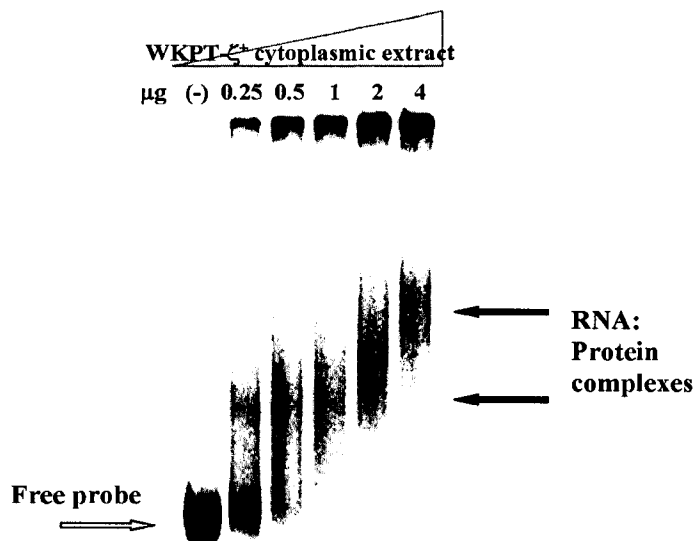 WKPT-ζ+ cytoplasmic extract
μg (-) 0.25 0.5 1 2 4
RNA:
Protein
complexes
Free probe